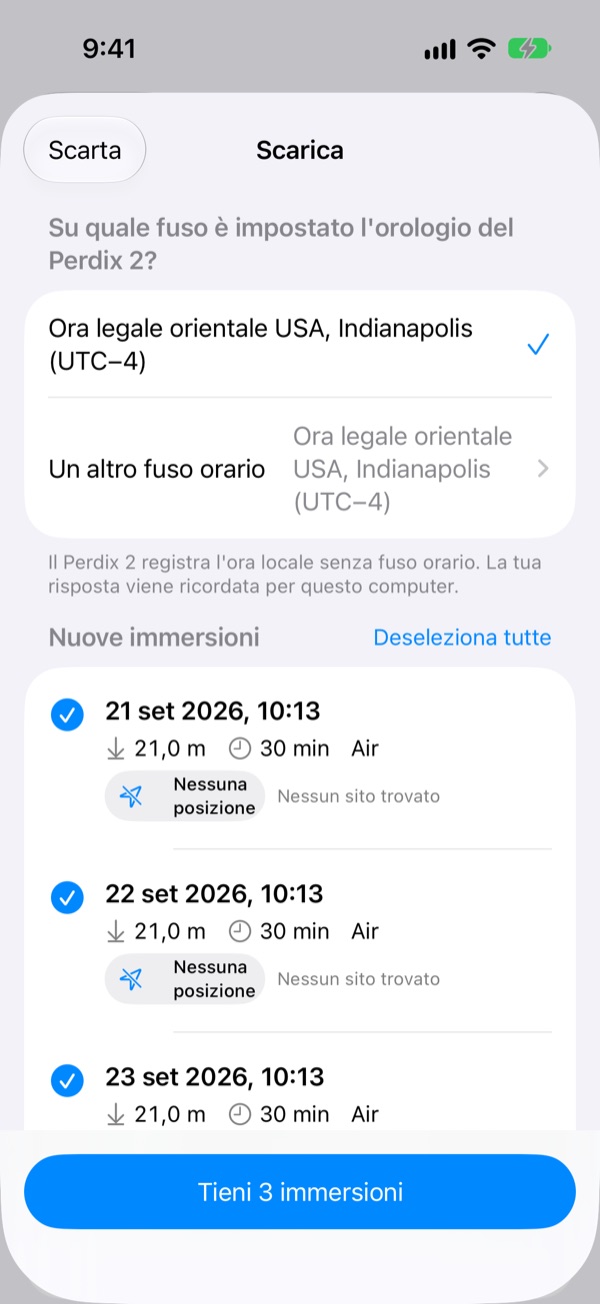 9:41
Scarta
Scarica
Su quale fuso è impostato l'orologio del
Perdix 2?
Ora legale orientale USA, Indianapolis
(UTC−4)
Un altro fuso orario
Ora legale orientale
USA, Indianapolis
(UTC−4)
Il Perdix 2 registra l'ora locale senza fuso orario. La tua
risposta viene ricordata per questo computer.
Nuove immersioni
Deseleziona tutte
21 set 2026, 10:13
21,0 m 30 min Air
Nessuna
posizione
Nessun sito trovato
22 set 2026, 10:13
21,0 m 30 min Air
Nessuna
posizione
Nessun sito trovato
23 set 2026, 10:13
21,0 m 30 min Air
Tieni 3 immersioni